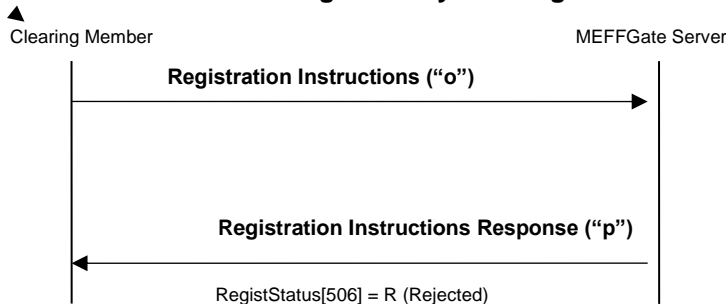 Clearing Member
MEFFGate Server
Registration Instructions (“o”)
Registration Instructions Response (“p”)
RegistStatus[506] = R (Rejected)